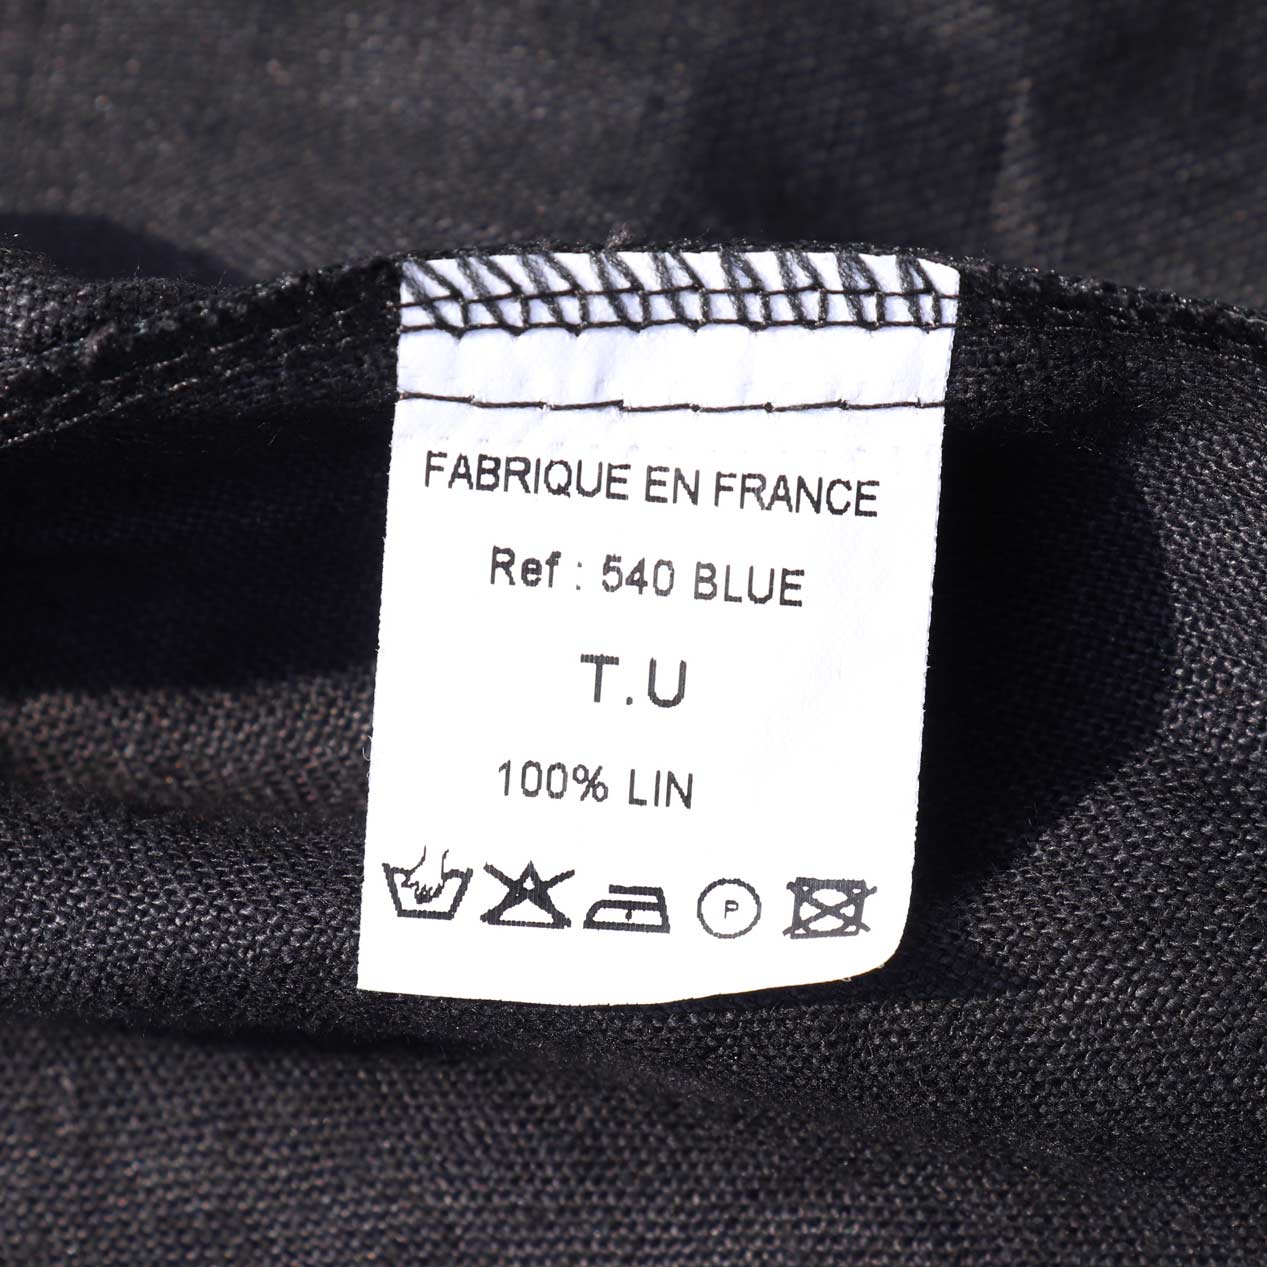 FABRIQUE EN FRANCE
Ref : 540 BLUE
T.U
100% LIN
P